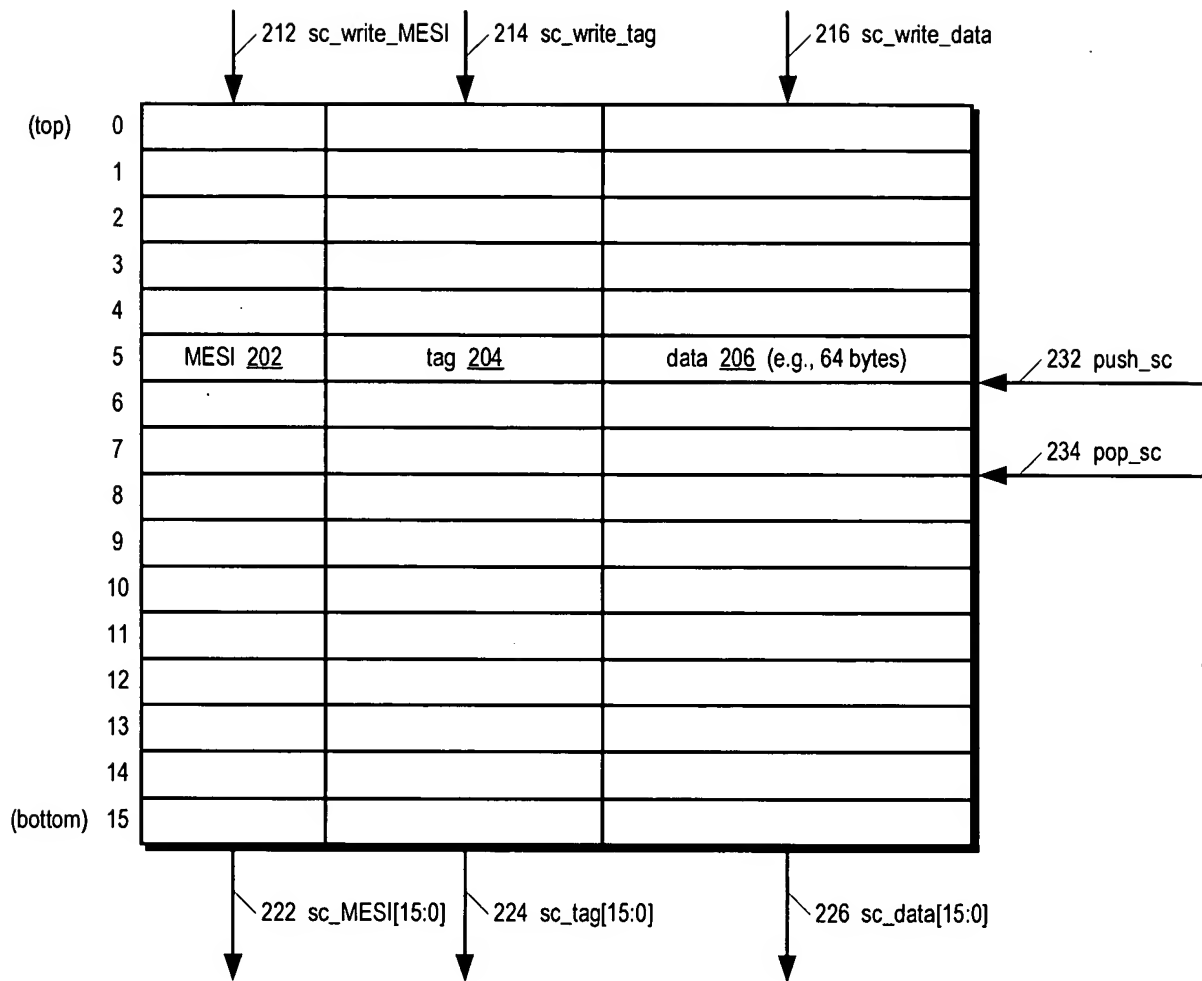 212 sc_write_MESI 214 sc_write_tag 216 sc_write_data
(top) 0
1
2
3
4
5 MESI 202 tag 204 data 206 (e.g., 64 bytes)
232 push_sc
6
7
234 pop_sc
8
9
10
11
12
13
14
(bottom) 15
222 sc_MESI[15:0] 224 sc_tag[15:0] 226 sc_data[15:0]